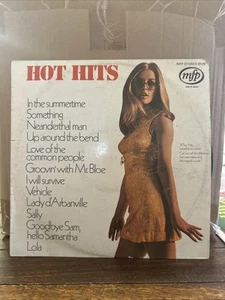 HOT HITS
mfp
In the summertime
Something
Neanderthal man
Up around the bend
Love of the
common people
Groovin' with Mr. Bloe
I will survive
Vehicle
Lady d'Arbanville
Sally
Goodbye Sam,
hello Samantha
Lola